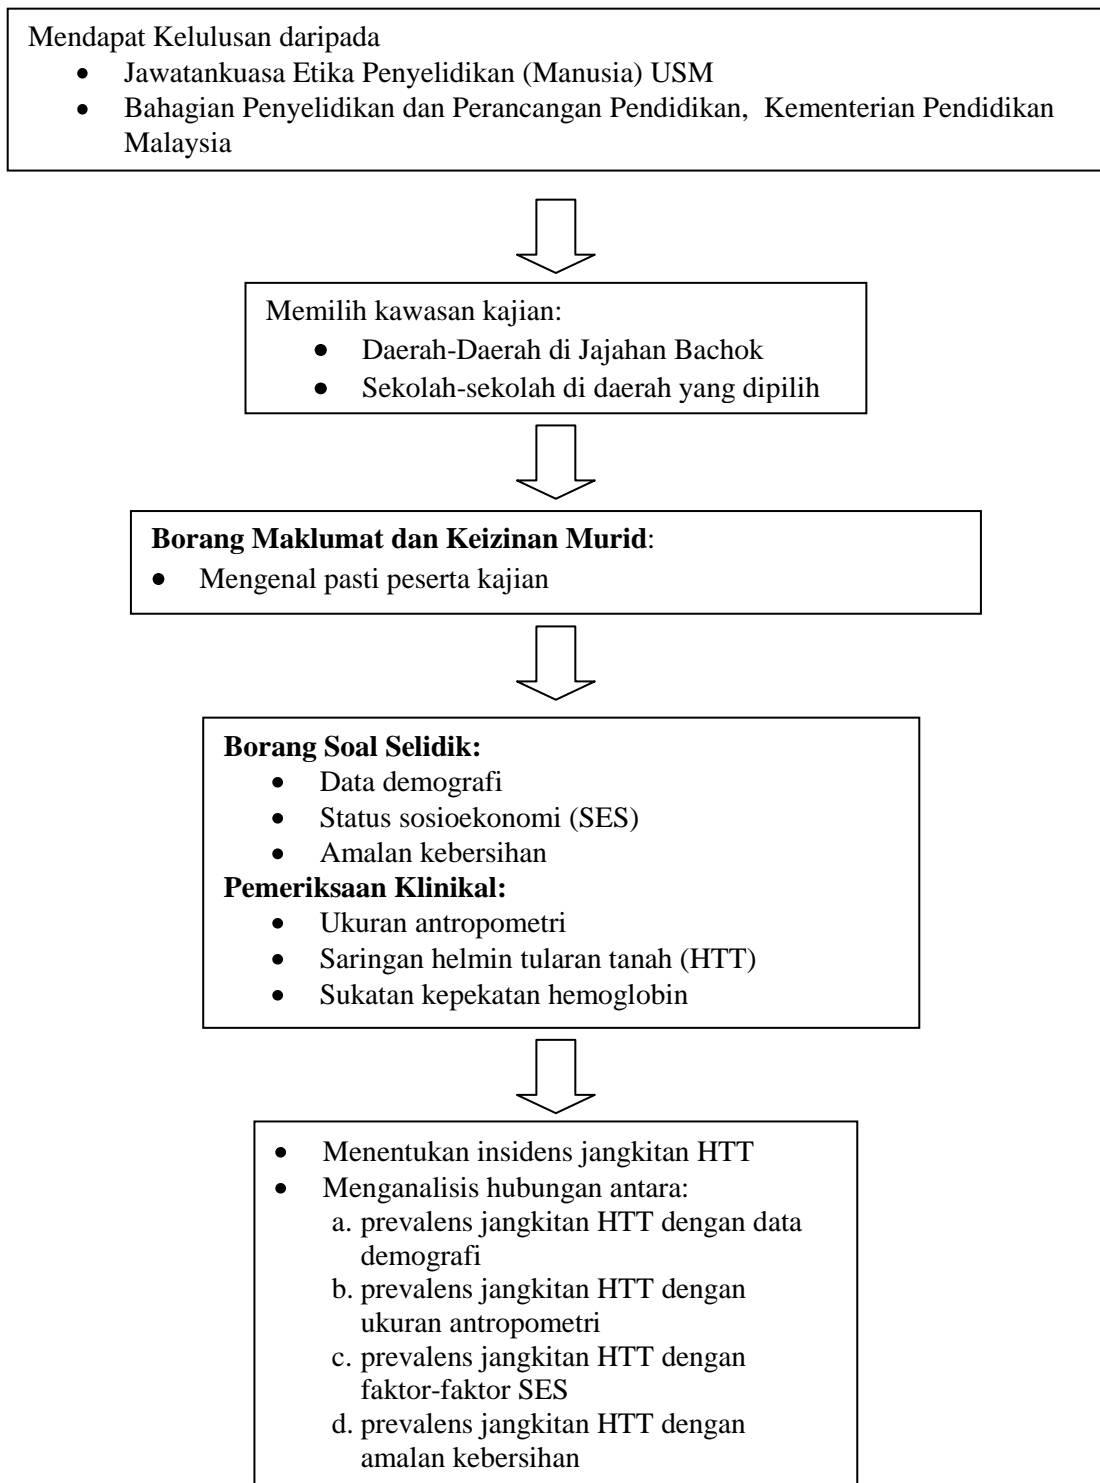 Mendapat Kelulusan daripada
• Jawatankuasa Etika Penyelidikan (Manusia) USM
• Bahagian Penyelidikan dan Perancangan Pendidikan, Kementerian Pendidikan
Malaysia
Memilih kawasan kajian:
• Daerah-Daerah di Jajahan Bachok
• Sekolah-sekolah di daerah yang dipilih
Borang Maklumat dan Keizinan Murid:
• Mengenal pasti peserta kajian
Borang Soal Selidik:
• Data demografi
• Status sosioekonomi (SES)
• Amalan kebersihan
Pemeriksaan Klinikal:
• Ukuran antropometri
• Saringan helmin tularan tanah (HTT)
• Sukatan kepekatan hemoglobin
• Menentukan insidens jangkitan HTT
• Menganalisis hubungan antara:
a. prevalens jangkitan HTT dengan data
demografi
b. prevalens jangkitan HTT dengan
ukuran antropometri
c. prevalens jangkitan HTT dengan
faktor-faktor SES
d. prevalens jangkitan HTT dengan
amalan kebersihan